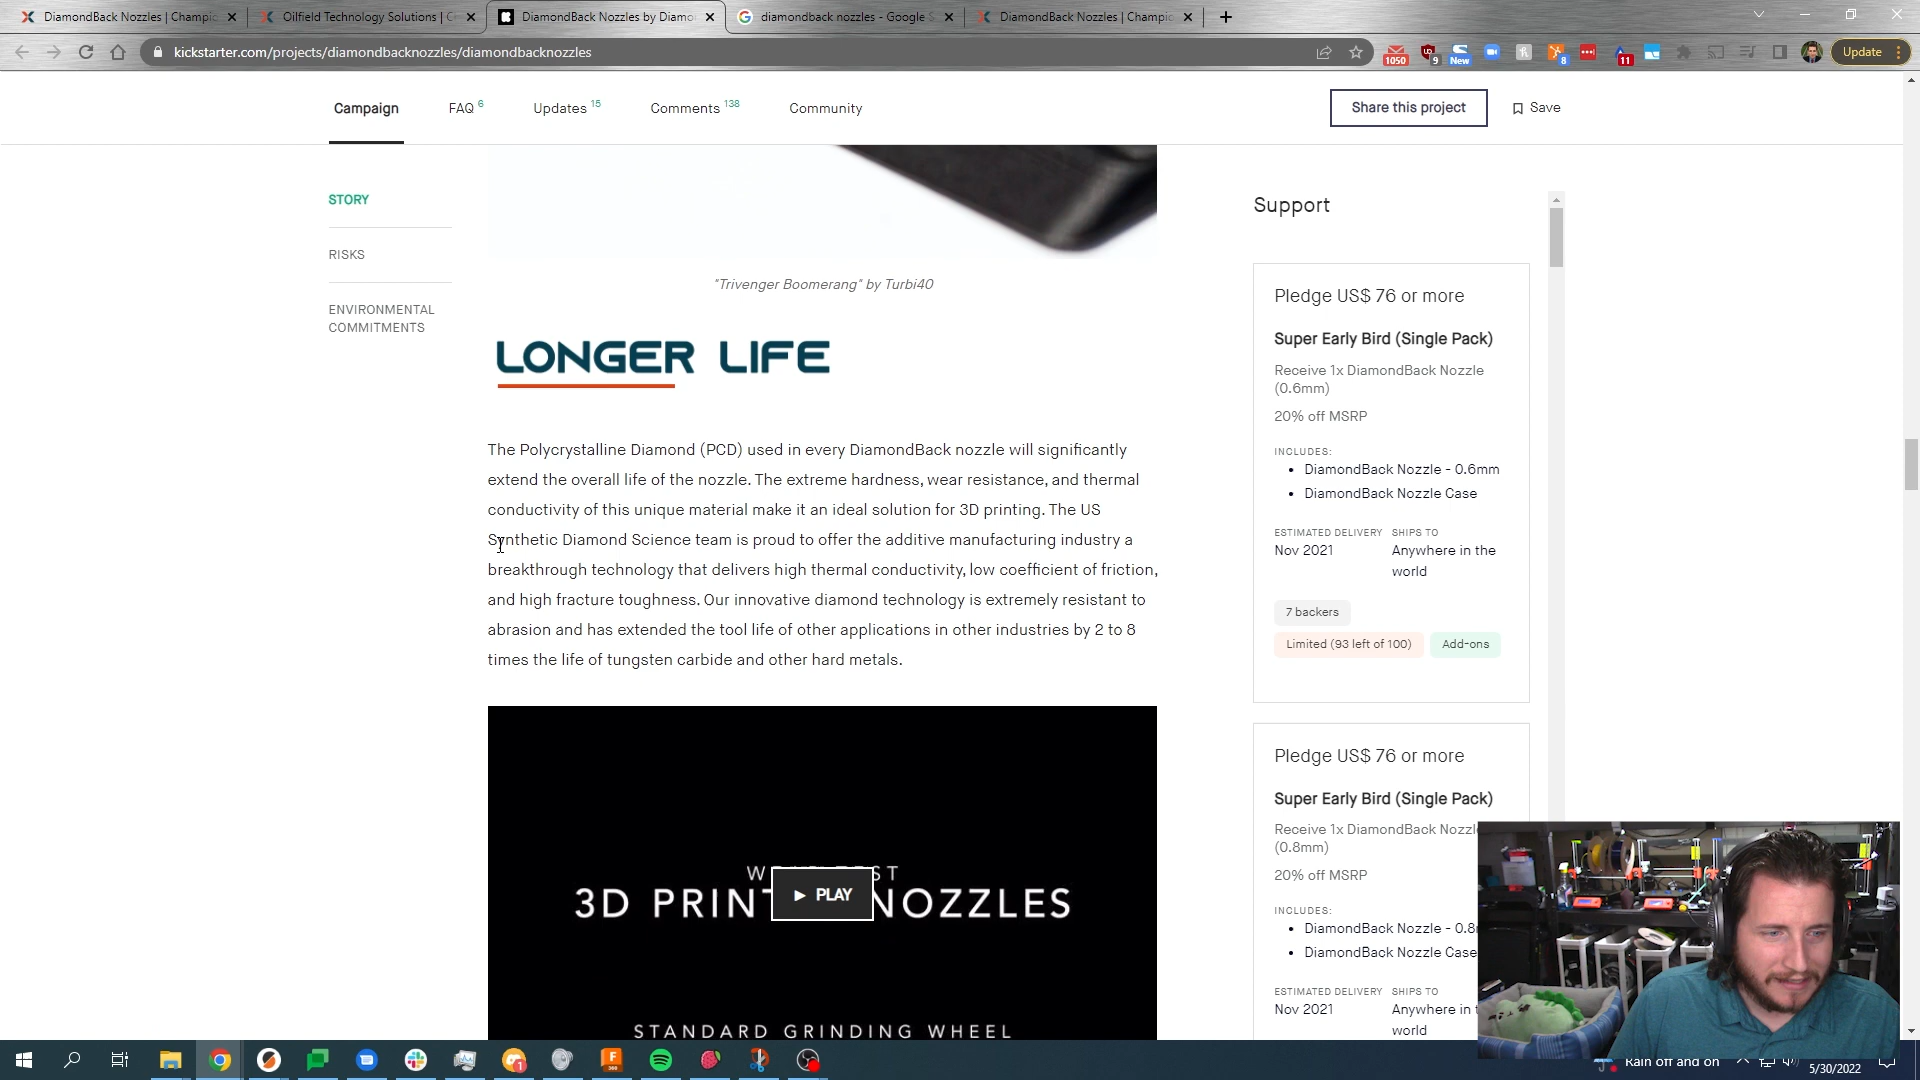 DiamondBack Nozzles | Champic
Oilfield Technology Solutions | C
DiamondBack Nozzles by Diamo
diamondback nozzles - Google S
DiamondBack Nozzles | Champic
kickstarter.com/projects/diamondbacknozzles/diamondbacknozzles
1050
9
New
8
11
Update
Campaign
FAQ 6
Updates 15
Comments 138
Community
Share this project
Save
STORY
RISKS
ENVIRONMENTAL
COMMITMENTS
"Trivenger Boomerang" by Turbi40
LONGER LIFE
The Polycrystalline Diamond (PCD) used in every DiamondBack nozzle will significantly
extend the overall life of the nozzle. The extreme hardness, wear resistance, and thermal
conductivity of this unique material make it an ideal solution for 3D printing. The US
Synthetic Diamond Science team is proud to offer the additive manufacturing industry a
breakthrough technology that delivers high thermal conductivity, low coefficient of friction,
and high fracture toughness. Our innovative diamond technology is extremely resistant to
abrasion and has extended the tool life of other applications in other industries by 2 to 8
times the life of tungsten carbide and other hard metals.
3D PRINT NOZZLES
PLAY
STANDARD GRINDING WHEEL
Support
Pledge US$ 76 or more
Super Early Bird (Single Pack)
Receive 1x DiamondBack Nozzle
(0.6mm)
20% off MSRP
INCLUDES:
• DiamondBack Nozzle - 0.6mm
• DiamondBack Nozzle Case
ESTIMATED DELIVERY
Nov 2021
SHIPS TO
Anywhere in the
world
7 backers
Limited (93 left of 100)
Add-ons
Pledge US$ 76 or more
Super Early Bird (Single Pack)
Receive 1x DiamondBack Nozzl
(0.8mm)
20% off MSRP
INCLUDES:
• DiamondBack Nozzle - 0.8
• DiamondBack Nozzle Case
ESTIMATED DELIVERY
Nov 2021
SHIPS TO
Anywhere in
world
Rain off and on
5/30/2022